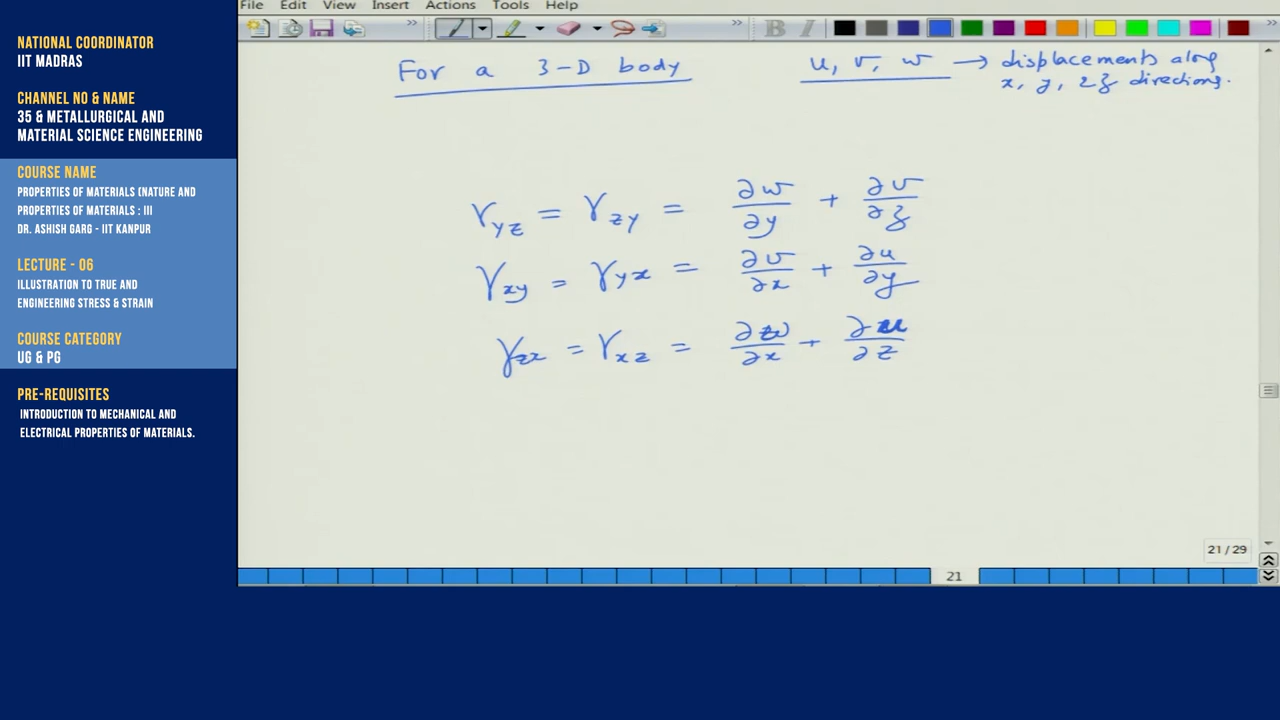 NATIONAL COORDINATOR
IIT MADRAS
CHANNEL NO & NAME
35 & METALLURGICAL AND
MATERIAL SCIENCE ENGINEERING
COURSE NAME
PROPERTIES OF MATERIALS (NATURE AND
PROPERTIES OF MATERIALS : III
DR. ASHISH GARG - IIT KANPUR
LECTURE - 06
ILLUSTRATION TO TRUE AND
ENGINEERING STRESS & STRAIN
COURSE CATEGORY
UG & PG
PRE-REQUISITES
INTRODUCTION TO MECHANICAL AND
ELECTRICAL PROPERTIES OF MATERIALS.
File Edit View Insert Actions Tools Help
B I
For a 3-D body
u, v, w → displacements along
x, y, & z directions.
γyz = γzy = ∂w/∂y + ∂v/∂z
γxy = γyx = ∂v/∂x + ∂u/∂y
γzx = γxz = ∂w/∂x + ∂u/∂z
21 / 29
21